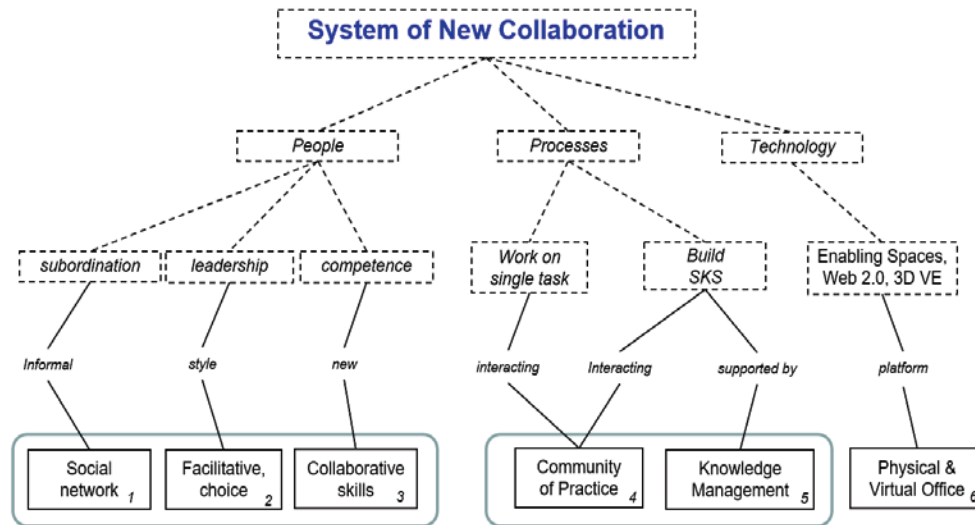 System of New Collaboration
People
Processes
Technology
subordination
leadership
competence
Work on
single task
Build
SKS
Enabling Spaces,
Web 2.0, 3D VE
Informal
style
new
interacting
Interacting
supported by
platform
Social
network 1
Facilitative,
choice 2
Collaborative
skills 3
Community
of Practice 4
Knowledge
Management 5
Physical &
Virtual Office 6